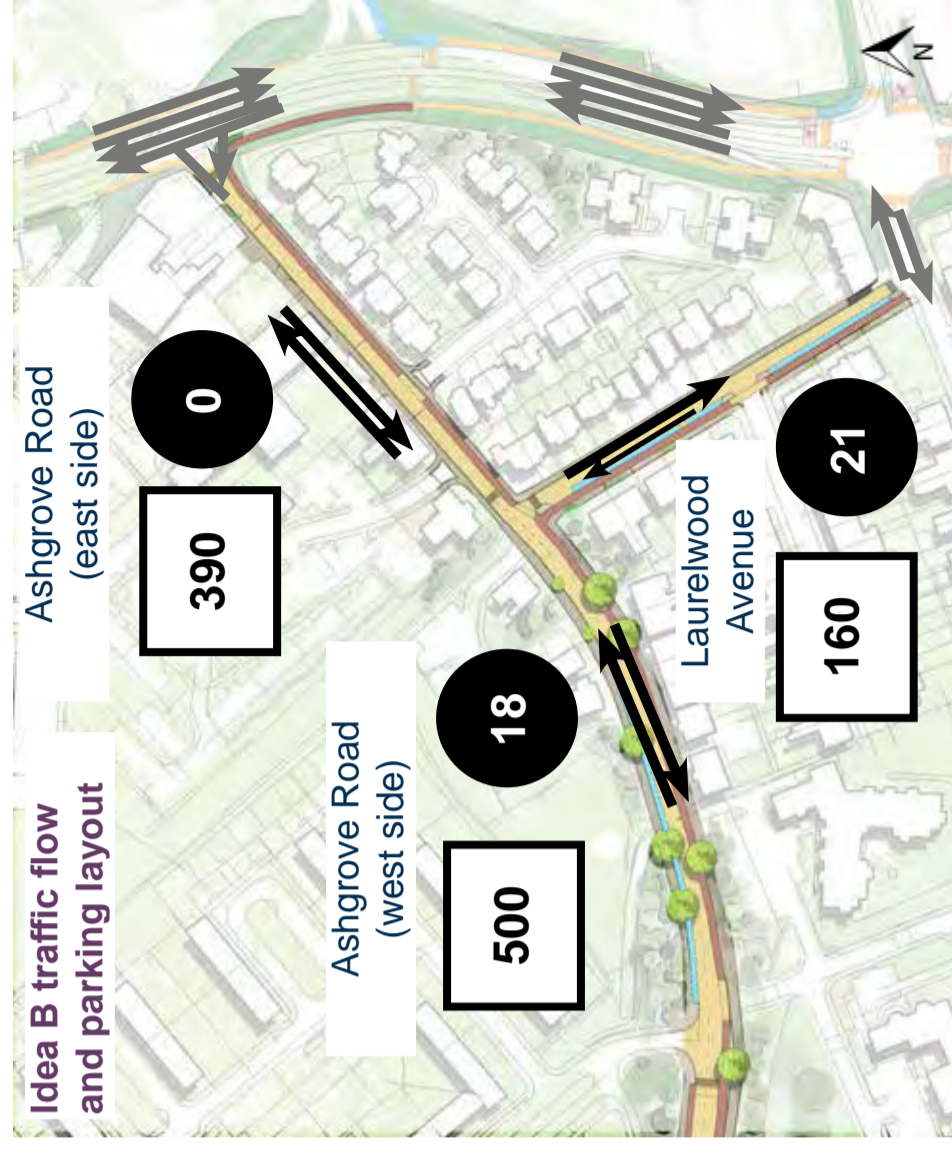 Idea B traffic flow
and parking layout
Ashgrove Road
(east side)
390
0
Ashgrove Road
(west side)
500
18
Laurelwood
Avenue
160
21
N